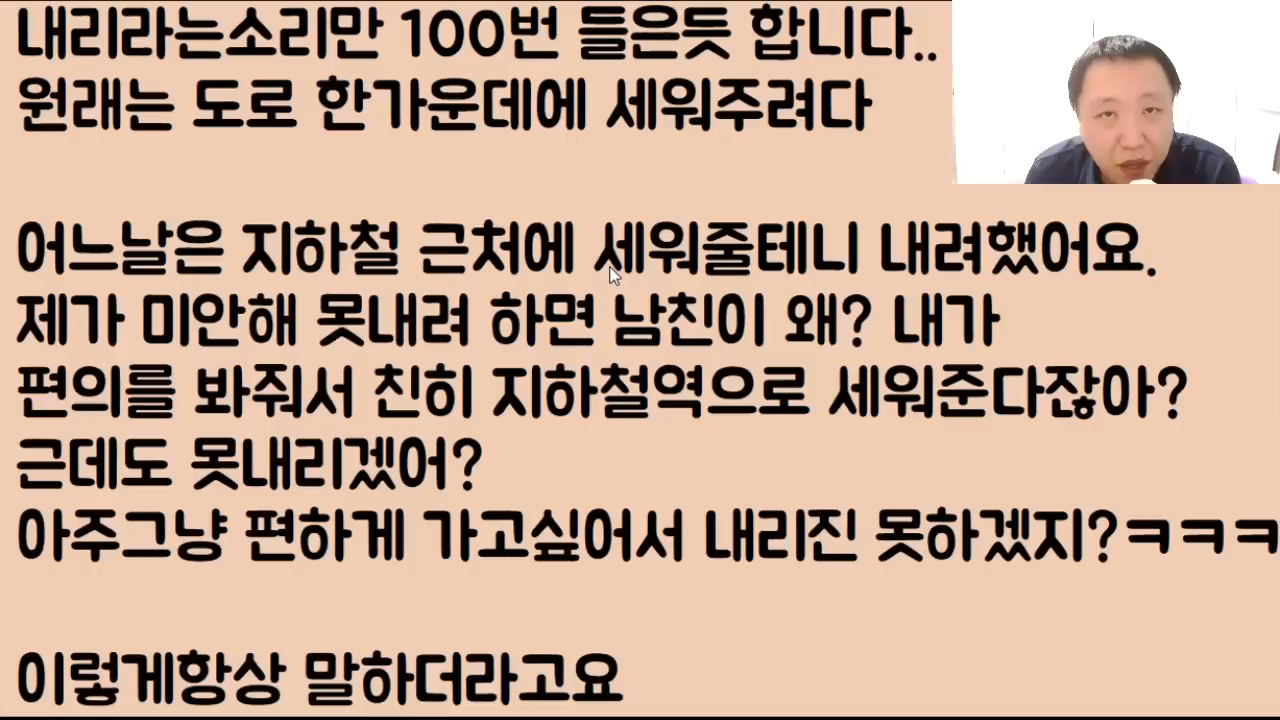 내리라는소리만 100번 들은듯 합니다..
원래는 도로 한가운데에 세워주려다
어느날은 지하철 근처에 세워줄테니 내려했어요.
제가 미안해 못내려 하면 남친이 왜? 내가
편의를 봐줘서 친히 지하철역으로 세워준다잖아?
근데도 못내리겠어?
아주그냥 편하게 가고싶어서 내리진 못하겠지?ㅋㅋㅋ
이렇게항상 말하더라고요